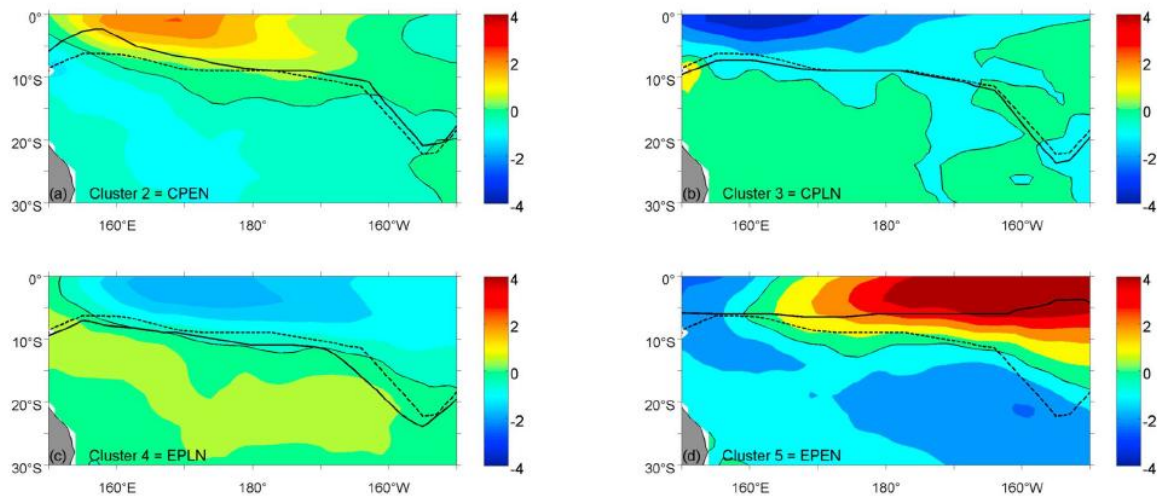 0°
10°S
20°S
30°S
(a) Cluster 2 = CPEN
160°E 180° 160°W
4
2
0
-2
-4
0°
10°S
20°S
30°S
(b) Cluster 3 = CPLN
160°E 180° 160°W
4
2
0
-2
-4
0°
10°S
20°S
30°S
(c) Cluster 4 = EPLN
160°E 180° 160°W
4
2
0
-2
-4
0°
10°S
20°S
30°S
(d) Cluster 5 = EPEN
160°E 180° 160°W
4
2
0
-2
-4